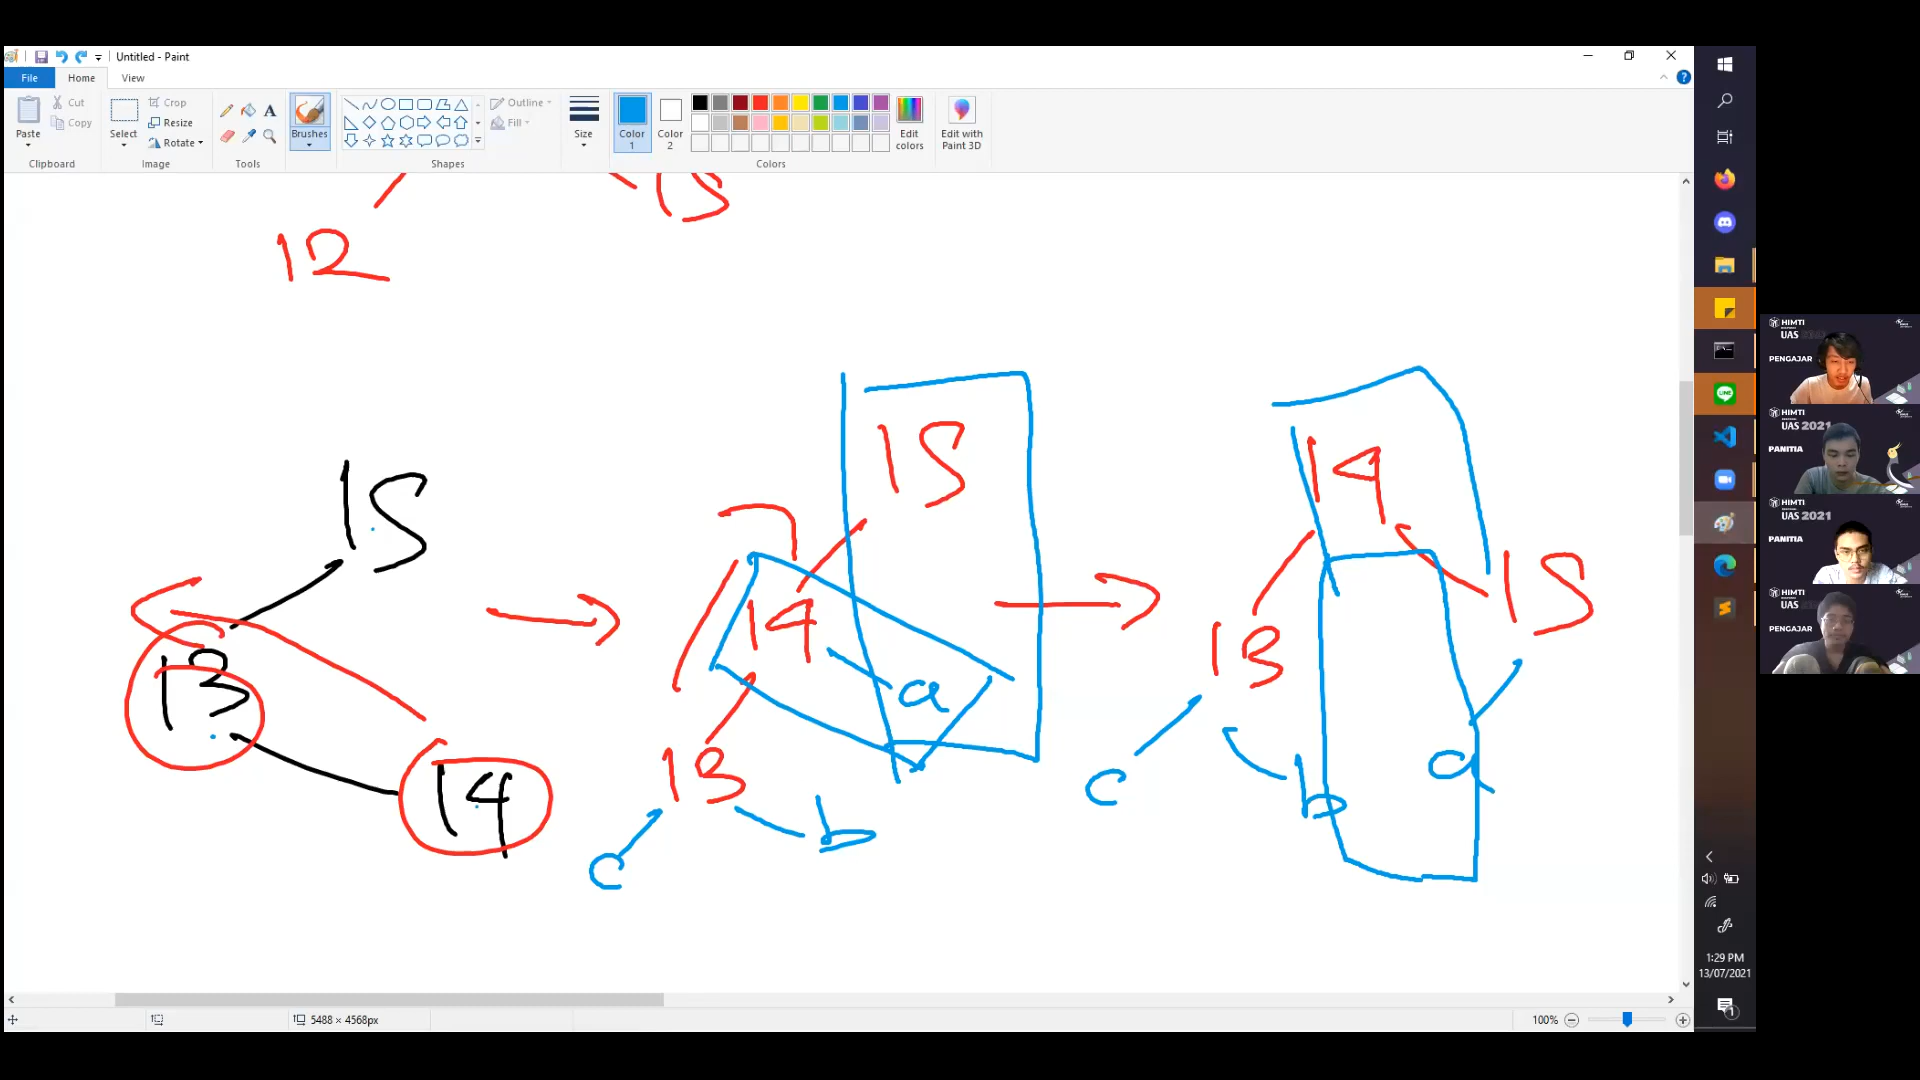 Untitled - Paint
File Home View
Paste Cut Copy
Clipboard
Select Crop Resize Rotate
Image
Tools
Brushes
Shapes
Outline
Fill
Size
Color 1
Color 2
Edit colors
Colors
Edit with Paint 3D
15
12
15
13
14
15
14
a
13
c
b
14
13
15
c
b
a
5488 × 4568px
100%
1:29 PM
13/07/2021
1
HIMTI
UAS
PENGAJAR
HIMTI
UAS 2021
PANITIA
HIMTI
UAS 2021
PANITIA
HIMTI
UAS
PENGAJAR